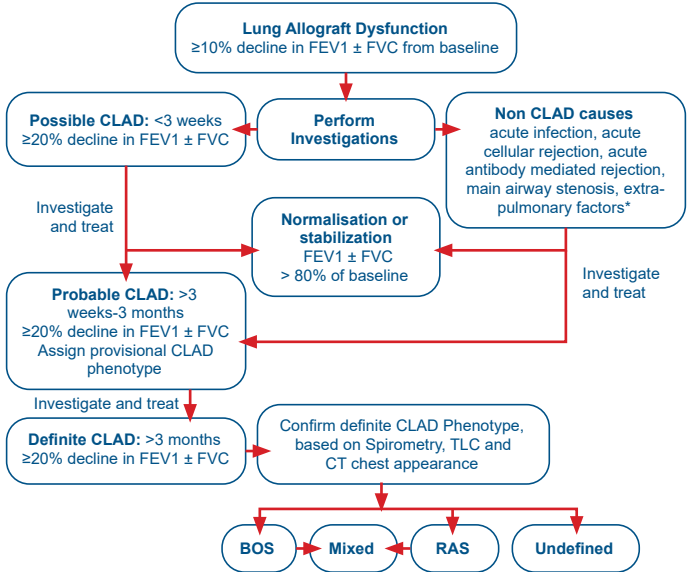 Lung Allograft Dysfunction
≥10% decline in FEV1 ± FVC from baseline
Possible CLAD: <3 weeks
≥20% decline in FEV1 ± FVC
Perform
Investigations
Non CLAD causes
acute infection, acute
cellular rejection, acute
antibody mediated rejection,
main airway stenosis, extra-
pulmonary factors*
Investigate
and treat
Normalisation or
stabilization
FEV1 ± FVC
> 80% of baseline
Investigate
and treat
Probable CLAD: >3
weeks-3 months
≥20% decline in FEV1 ± FVC
Assign provisional CLAD
phenotype
Investigate and treat
Definite CLAD: >3 months
≥20% decline in FEV1 ± FVC
Confirm definite CLAD Phenotype,
based on Spirometry, TLC and
CT chest appearance
BOS
Mixed
RAS
Undefined